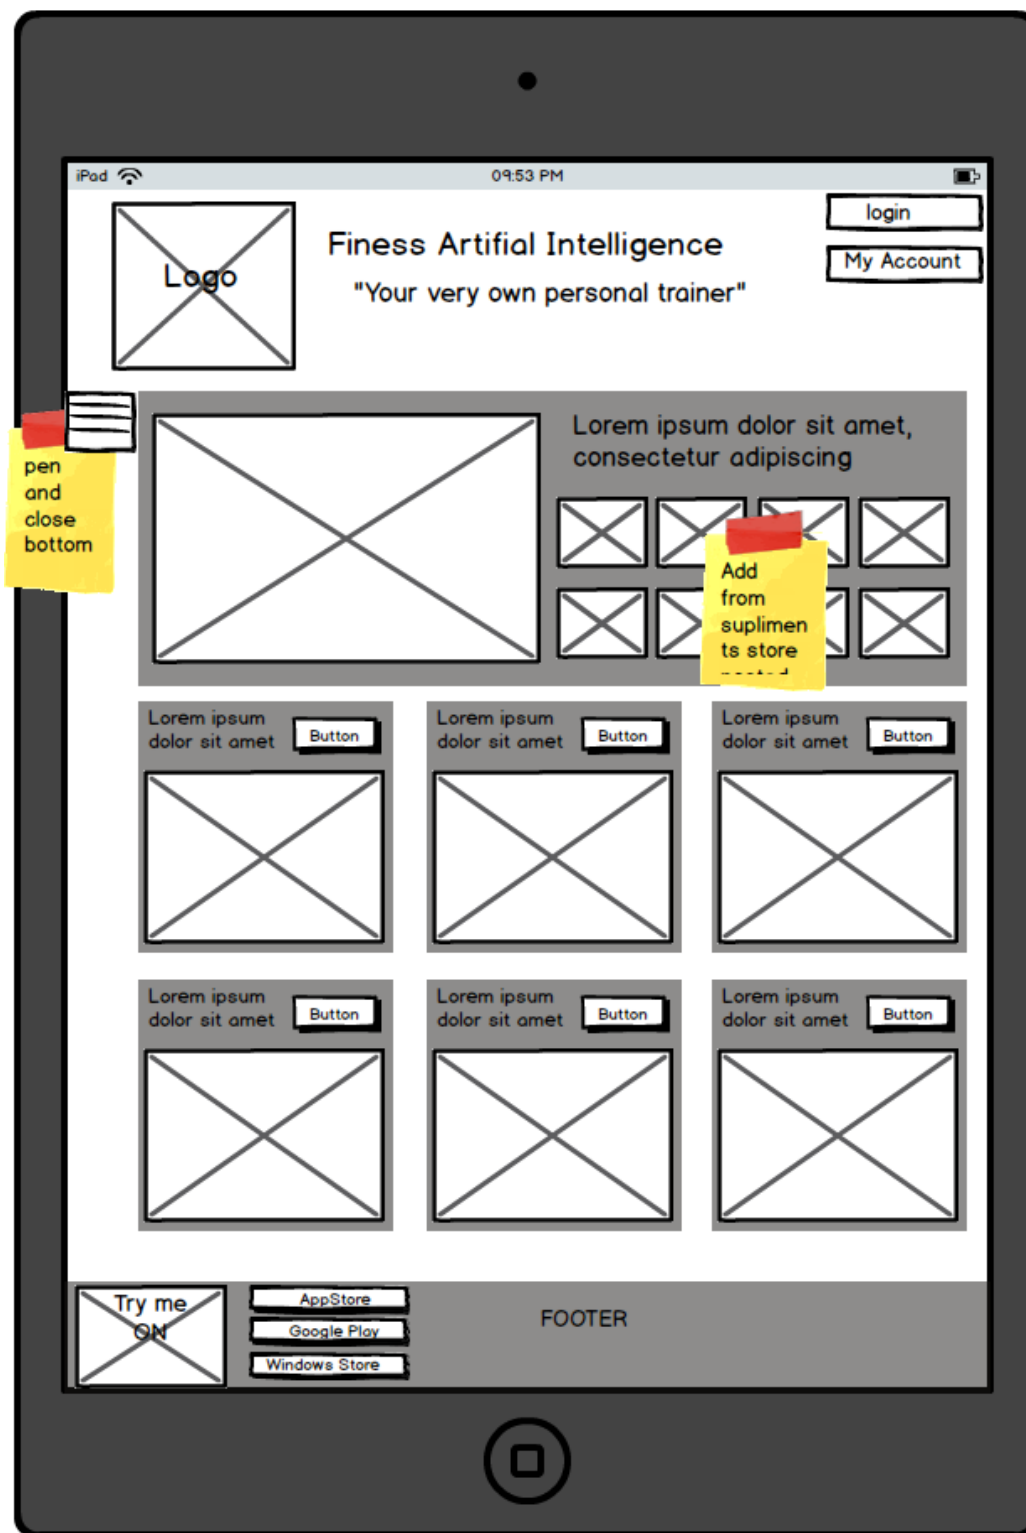 iPad
09:53 PM
login
Logo
Finess Artifial Intelligence
My Account
"Your very own personal trainer"
pen
and
close
bottom
Lorem ipsum dolor sit amet,
consectetur adipiscing
Add
from
suplimen
ts store
Lorem ipsum
dolor sit amet
Button
Lorem ipsum
dolor sit amet
Button
Lorem ipsum
dolor sit amet
Button
Lorem ipsum
dolor sit amet
Button
Lorem ipsum
dolor sit amet
Button
Lorem ipsum
dolor sit amet
Button
Try me
ON
AppStore
Google Play
Windows Store
FOOTER